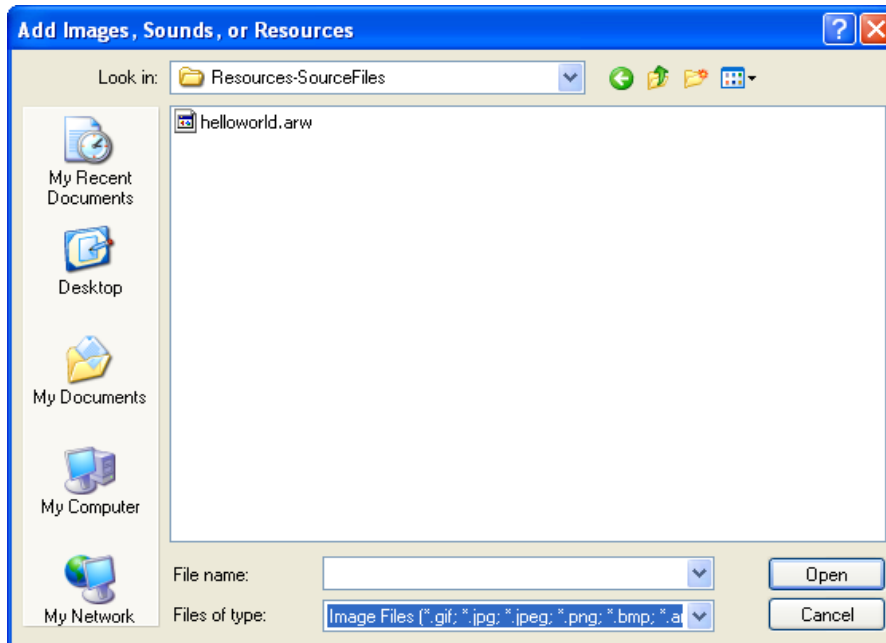 Add Images, Sounds, or Resources
Look in: Resources-SourceFiles
helloworld.arw
My Recent
Documents
Desktop
My Documents
My Computer
My Network
File name:
Open
Files of type: Image Files (*.gif; *.jpg; *.jpeg; *.png; *.bmp; *.ar
Cancel